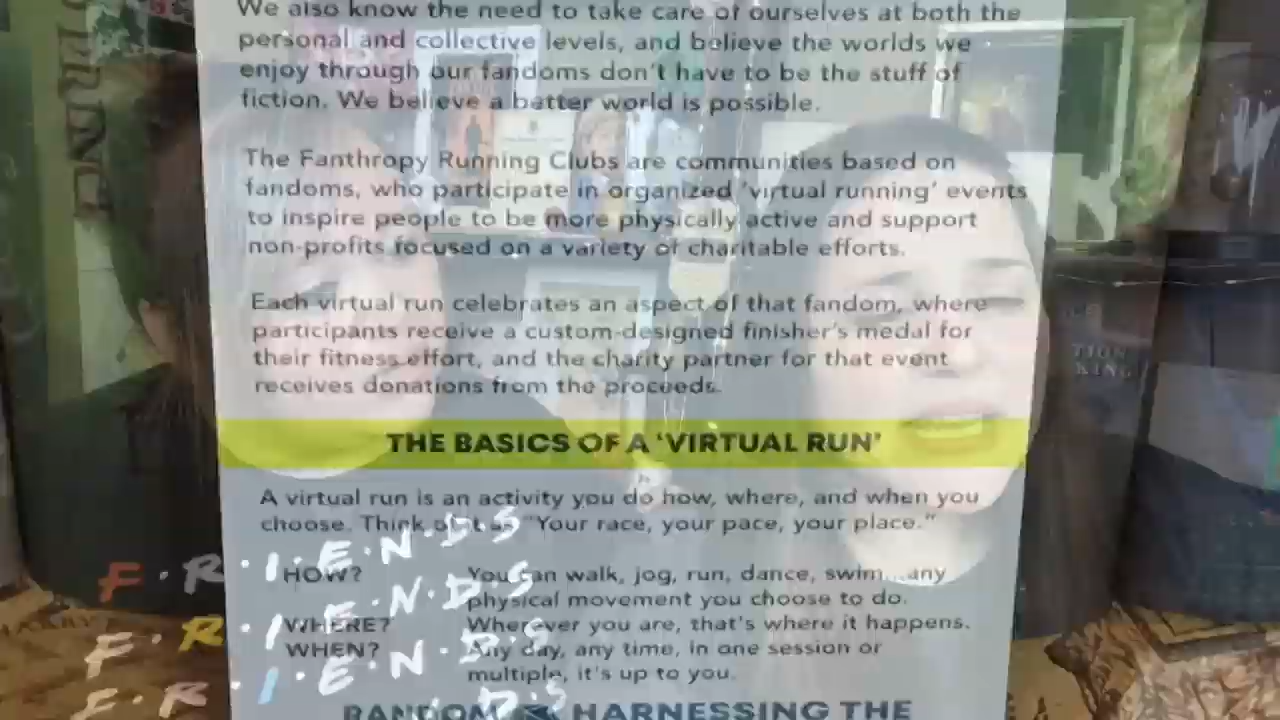 We also know the need to take care of ourselves at both the
personal and collective levels, and believe the worlds we
enjoy through our fandoms don't have to be the stuff of
fiction. We believe a better world is possible.
The Fanthropy Running Clubs are communities based on
fandoms, who participate in organized 'virtual running' events
to inspire people to be more physically active and support
non-profits focused on a variety of charitable efforts.
Each virtual run celebrates an aspect of that fandom, where
participants receive a custom-designed finisher's medal for
their fitness effort, and the charity partner for that event
receives donations from the proceeds.
THE BASICS OF A 'VIRTUAL RUN'
A virtual run is an activity you do how, where, and when you
choose. Think of it as "Your race, your pace, your place."
HOW? You can walk, jog, run, dance, swim...any
physical movement you choose to do.
WHERE? Wherever you are, that's where it happens.
WHEN? Any day, any time, in one session or
multiple, it's up to you.
HARNESSING THE
F·R·I·E·N·D·S
F·R·I·E·N·D·S
F·R·I·E·N·D·S
D·S
TION
KING